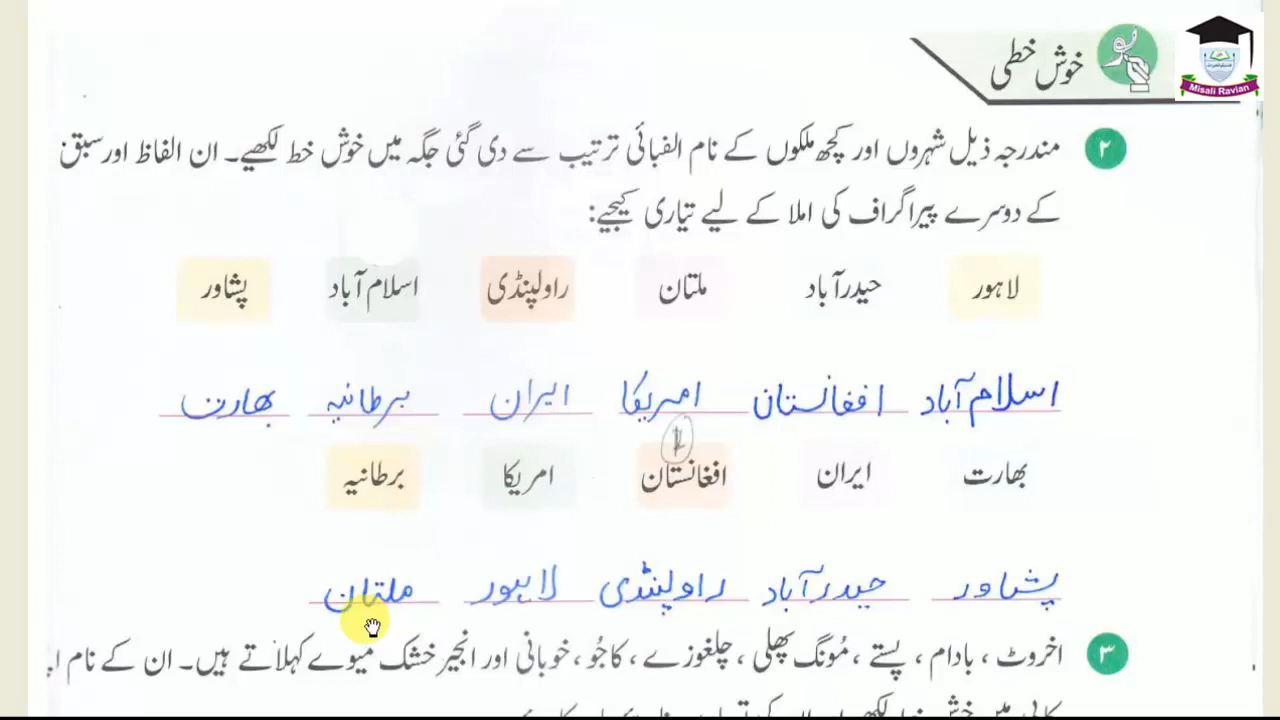 خوش خطی
Misali Ravian
۲ مندرجہ ذیل شہروں اور کچھ ملکوں کے نام الفبائی ترتیب سے دی گئی جگہ میں خوش خط لکھیے۔ ان الفاظ اور سبق
کے دوسرے پیراگراف کی املا کے لیے تیاری کیجیے:
لاہور حیدرآباد ملتان راولپنڈی اسلام آباد پشاور
اسلام آباد افغانستان امریکا ایران برطانیہ بھارت
بھارت ایران افغانستان امریکا برطانیہ
پشاور حیدرآباد راولپنڈی لاہور ملتان
۳ اخروٹ، بادام، پستے، مُونگ پھلی، چلغوزے، کاجُو، خوبانی اور انجیر خشک میوے کہلاتے ہیں۔ ان کے نام